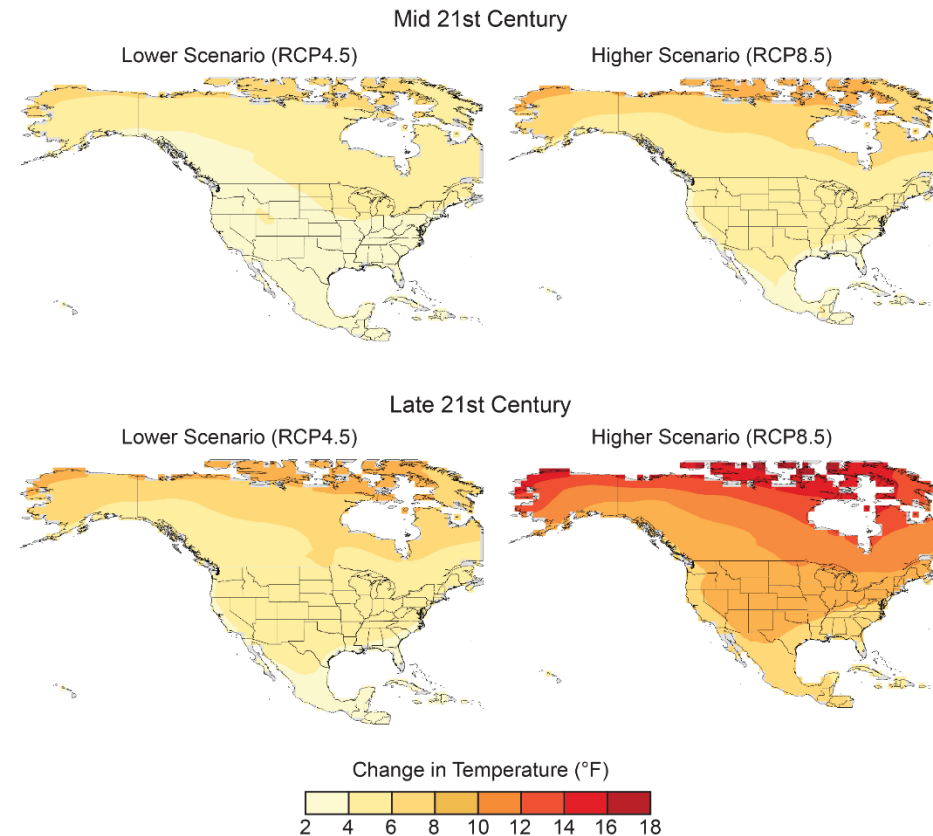 Mid 21st Century
Lower Scenario (RCP4.5)
Higher Scenario (RCP8.5)
Late 21st Century
Lower Scenario (RCP4.5)
Higher Scenario (RCP8.5)
Change in Temperature (°F)
2 4 6 8 10 12 14 16 18